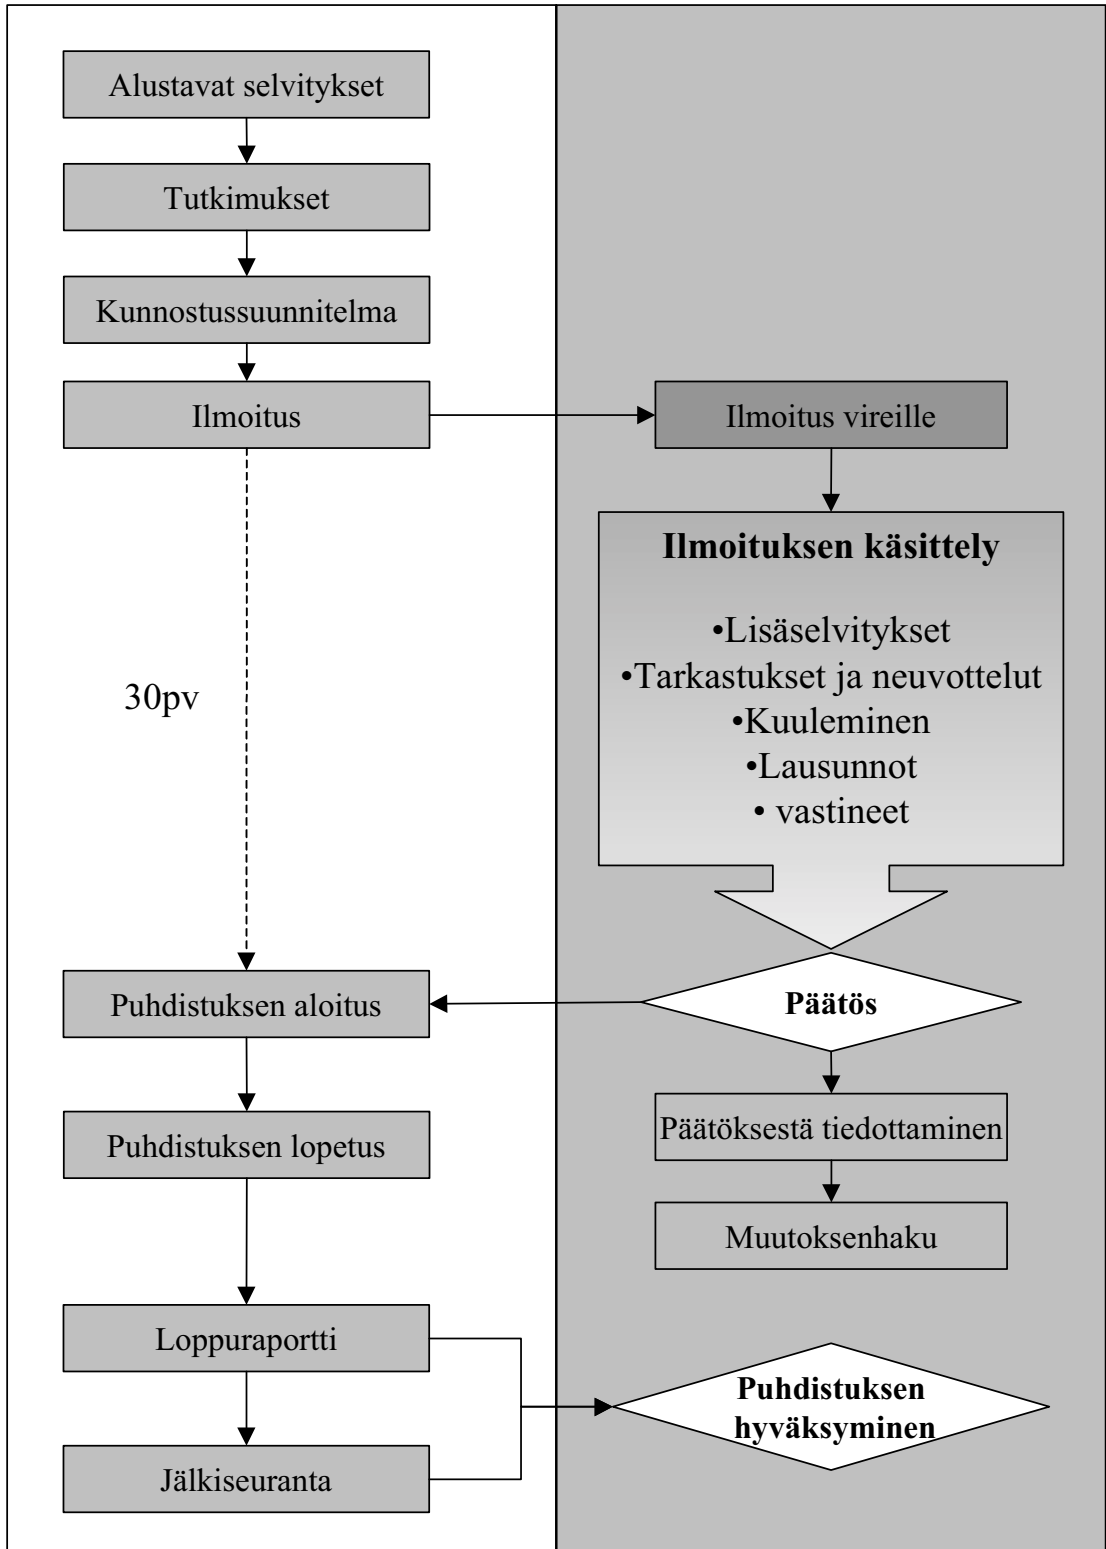 Alustavat selvitykset
Tutkimukset
Kunnostussuunnitelma
Ilmoitus
30pv
Puhdistuksen aloitus
Puhdistuksen lopetus
Loppuraportti
Jälkiseuranta
Ilmoitus vireille
Ilmoituksen käsittely
•Lisäselvitykset
•Tarkastukset ja neuvottelut
•Kuuleminen
•Lausunnot
• vastineet
Päätös
Päätöksestä tiedottaminen
Muutoksenhaku
Puhdistuksen
hyväksyminen